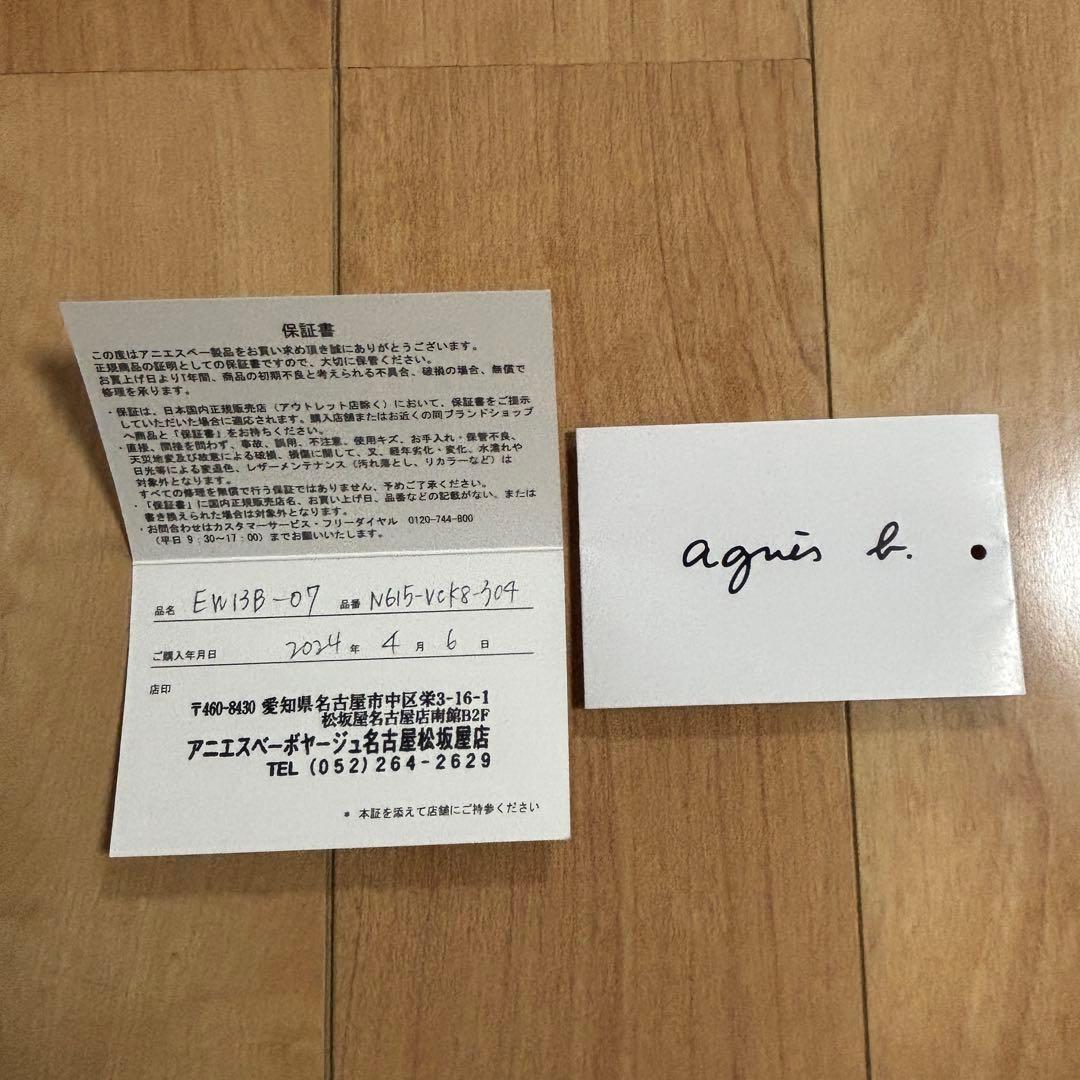 保証書
この度はアニエスベー製品をお買い求め頂き誠にありがとうございます。
正規商品の証明としての保証書ですので、大切に保管ください。
お買上げ日より1年間、商品の初期不良と考えられる不具合、破損の場合、無償で
修理を承ります。
・保証は、日本国内正規販売店（アウトレット店除く）において、保証書をご提示
していただいた場合に適応されます。購入店舗またはお近くの同ブランドショップ
へ商品と「保証書」をお持ちください。
・直接、間接を問わず、事故、誤用、不注意、使用キズ、お手入れ・保管不良、
天災地変及び故意による破損、損傷に関して、又、経年劣化・変化、水濡れや
日光等による変退色、レザーメンテナンス（汚れ落とし、リカラーなど）は
対象外となります。
すべての修理を無償で行う保証ではありません、予めご了承ください。
・「保証書」に国内正規販売店名、お買い上げ日、品番などの記載がない、または
書き換えられた場合は対象外となります。
・お問合わせはカスタマーサービス・フリーダイヤル 0120-744-800
（平日 9：30〜17：00）までお願いいたします。
品名 EW13B-07 品番 N615-VCK8-304
ご購入年月日 2024 年 4 月 6 日
店印
〒460-8430 愛知県名古屋市中区栄3-16-1
松坂屋名古屋店南館B2F
アニエスベーボヤージュ名古屋松坂屋店
TEL (052)264-2629
* 本証を添えて店舗にご持参ください
agnès b.